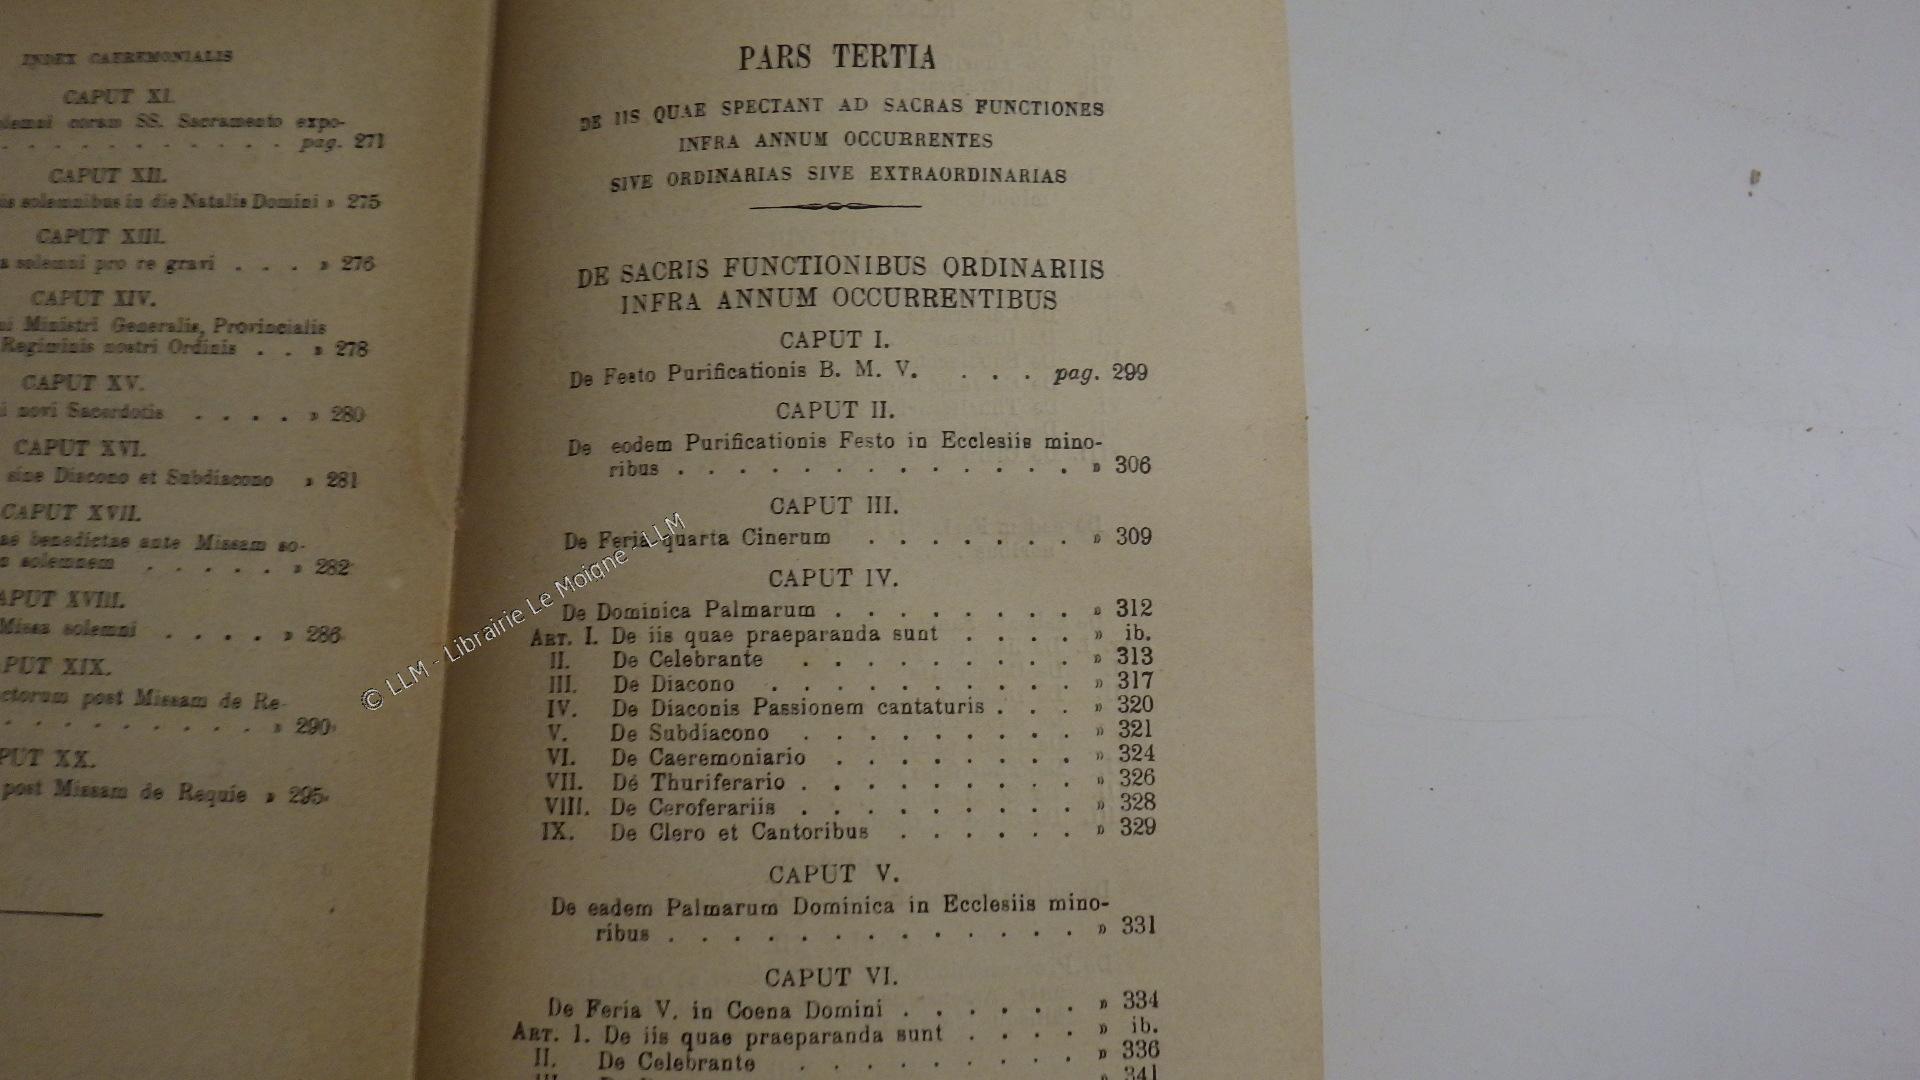 INDEX CAEREMONIALIS
CAPUT XI.
coram SS. Sacramento expo-
. . . . . . . . . . pag. 271
CAPUT XII.
solemnibus in die Natalis Domini » 275
CAPUT XIII.
solemni pro re gravi . . . » 276
CAPUT XIV.
Ministri Generalis, Provincialis
Regiminis nostri Ordinis . . » 278
CAPUT XV.
novi Sacerdotis . . . . » 280
CAPUT XVI.
sine Diacono et Subdiacono » 281
CAPUT XVII.
benedictae ante Missam so-
solemnem . . . . . » 282
APUT XVIII.
Missa solemni . . . . » 286
PUT XIX.
ctorum post Missam de Re-
. . . . . . . . . » 290
PUT XX.
post Missam de Requie » 295
PARS TERTIA
DE IIS QUAE SPECTANT AD SACRAS FUNCTIONES
INFRA ANNUM OCCURRENTES
SIVE ORDINARIAS SIVE EXTRAORDINARIAS
DE SACRIS FUNCTIONIBUS ORDINARIIS
INFRA ANNUM OCCURRENTIBUS
CAPUT I.
De Festo Purificationis B. M. V. . . . pag. 299
CAPUT II.
De eodem Purificationis Festo in Ecclesiis mino-
ribus . . . . . . . . . . . . . » 306
CAPUT III.
De Feria quarta Cinerum . . . . . . . » 309
CAPUT IV.
De Dominica Palmarum . . . . . . . . » 312
ART. I. De iis quae praeparanda sunt . . . . » ib.
II. De Celebrante . . . . . . . . . » 313
III. De Diacono . . . . . . . . . . » 317
IV. De Diaconis Passionem cantaturis . . . » 320
V. De Subdiacono . . . . . . . . . » 321
VI. De Caeremoniario . . . . . . . . » 324
VII. De Thuriferario . . . . . . . . . » 326
VIII. De Ceroferariis . . . . . . . . . » 328
IX. De Clero et Cantoribus . . . . . . » 329
CAPUT V.
De eadem Palmarum Dominica in Ecclesiis mino-
ribus . . . . . . . . . . . . . » 331
CAPUT VI.
De Feria V. in Coena Domini . . . . . . » 334
ART. I. De iis quae praeparanda sunt . . . . » ib.
II. De Celebrante . . . . . . . . . » 336
» 341
© LLM - Librairie Le Moigne - LLM